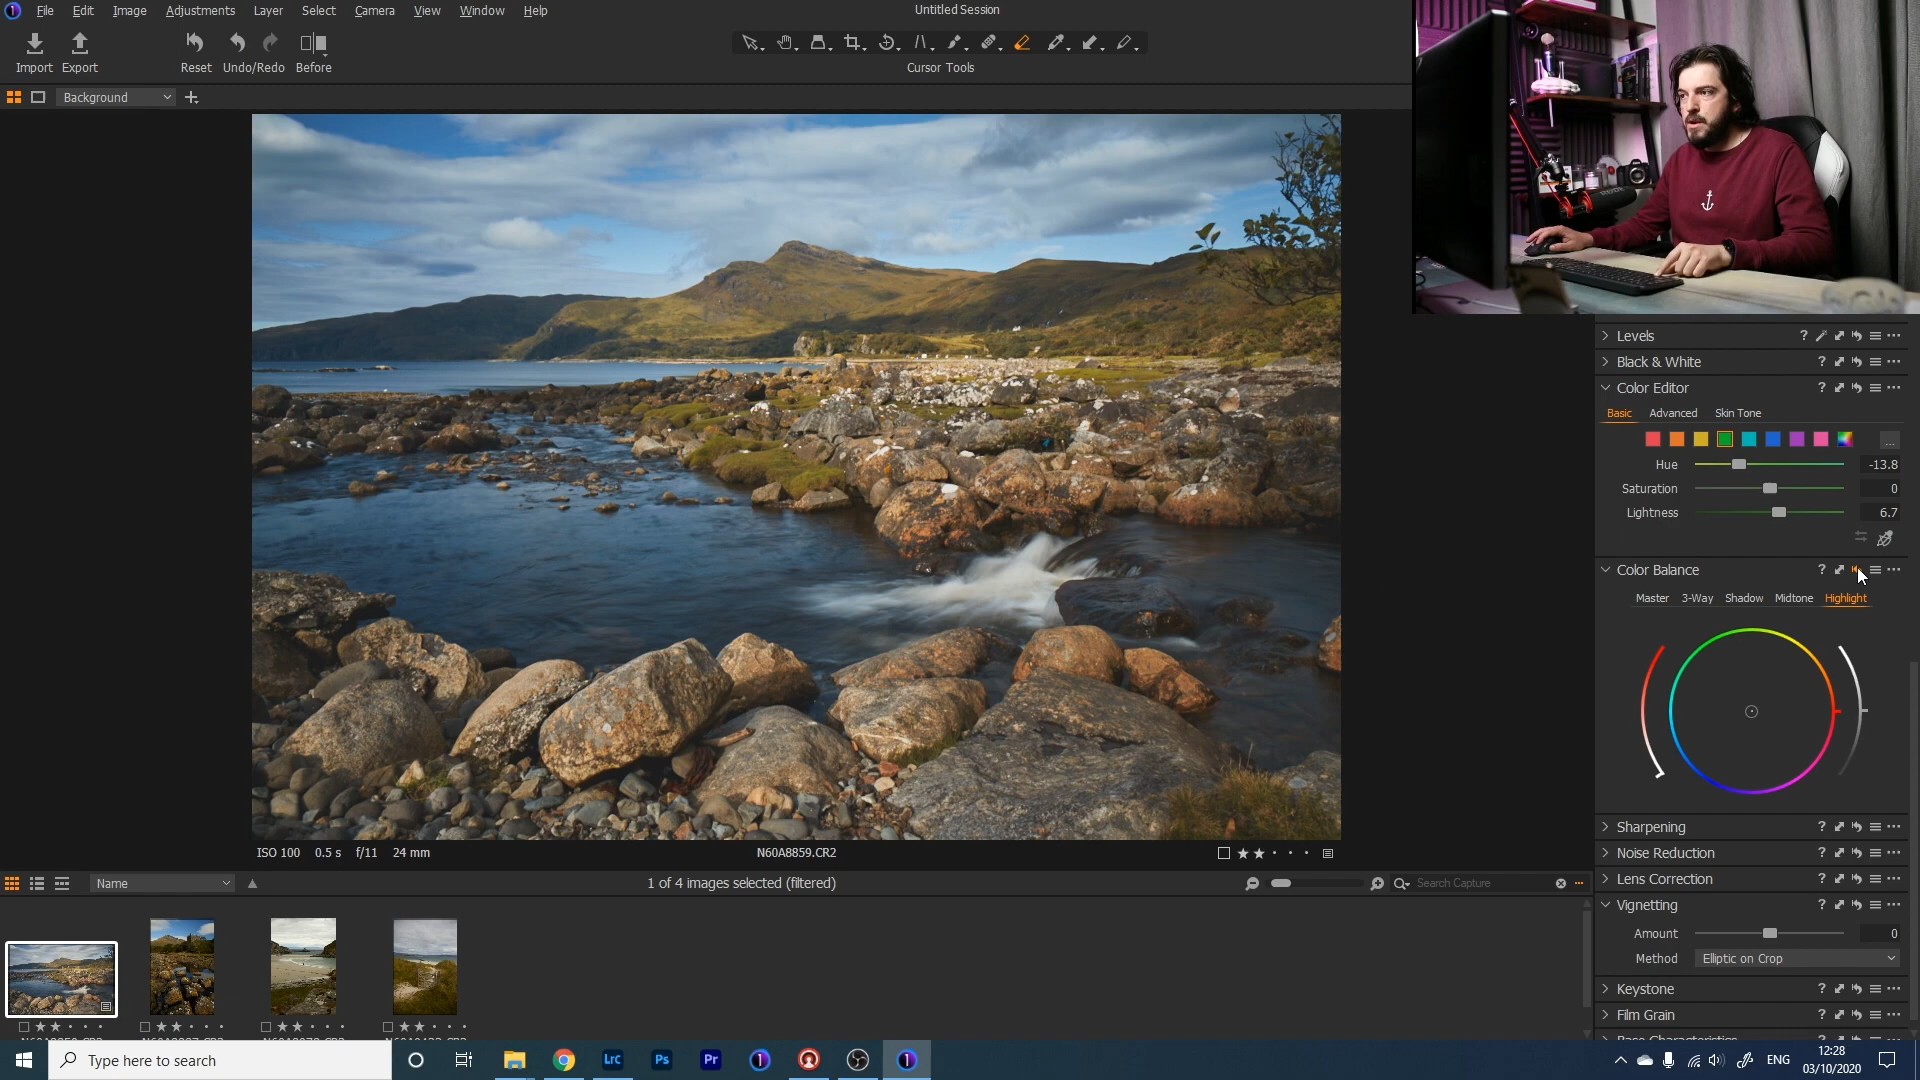 File Edit Image Adjustments Layer Select Camera View Window Help
Untitled Session
Import Export Reset Undo/Redo Before
Cursor Tools
Background
Levels
Black & White
Color Editor
Basic Advanced Skin Tone
Hue -13.8
Saturation 0
Lightness 6.7
Color Balance
Master 3-Way Shadow Midtone Highlight
Sharpening
Noise Reduction
Lens Correction
Vignetting
Amount 0
Method Elliptic on Crop
Keystone
Film Grain
ISO 100 0.5 s f/11 24 mm
N60A8859.CR2
Name
1 of 4 images selected (filtered)
Search Capture
Type here to search
Lrc Ps Pr
ENG
12:28
03/10/2020